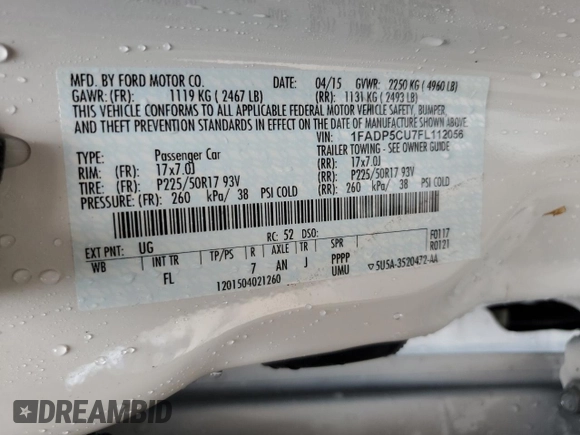 MFD. BY FORD MOTOR CO. DATE: 04/15 GVWR: 2250 KG ( 4960 LB)
GAWR: (FR): 1119 KG ( 2467 LB) (RR): 1131 KG ( 2493 LB)
THIS VEHICLE CONFORMS TO ALL APPLICABLE FEDERAL MOTOR VEHICLE SAFETY, BUMPER,
AND THEFT PREVENTION STANDARDS IN EFFECT ON THE DATE OF MANUFACTURE SHOWN ABOVE.
VIN: 1FADP5CU7FL112056
TYPE: Passenger Car TRAILER TOWING - SEE OWNER GUIDE
RIM: (FR): 17x7.0J (RR): 17x7.0J
TIRE: (FR): P225/50R17 93V (RR): P225/50R17 93V
PRESSURE: (FR): 260 kPa/ 38 PSI COLD (RR): 260 kPa/ 38 PSI COLD
RC: 52 DSO: F0117
EXT PNT: UG R0121
WB INT TR TP/PS R AXLE TR SPR
FL 7 AN J PPPP
1201504021260 UMU ▽5U5A-3520472-AA
DREAMBID